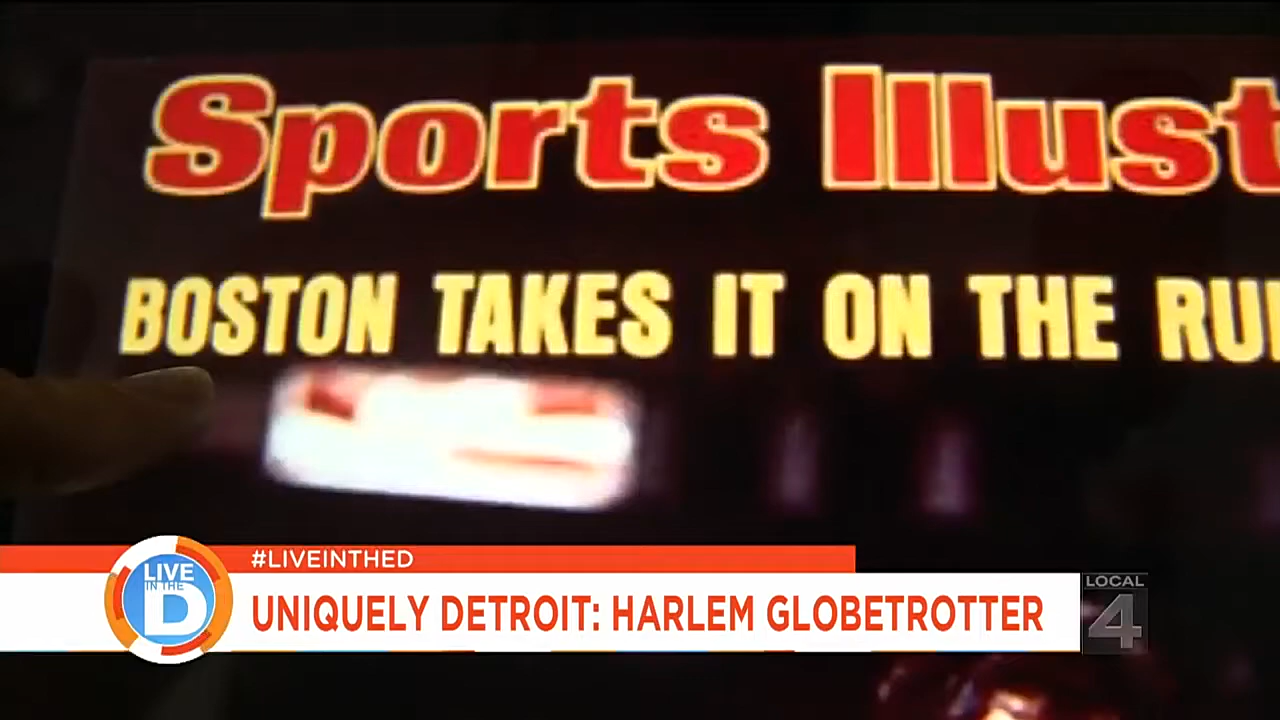 Sports Illust
BOSTON TAKES IT ON THE RU
#LIVEINTHED
LIVE
IN THE
D
UNIQUELY DETROIT: HARLEM GLOBETROTTER
LOCAL
4